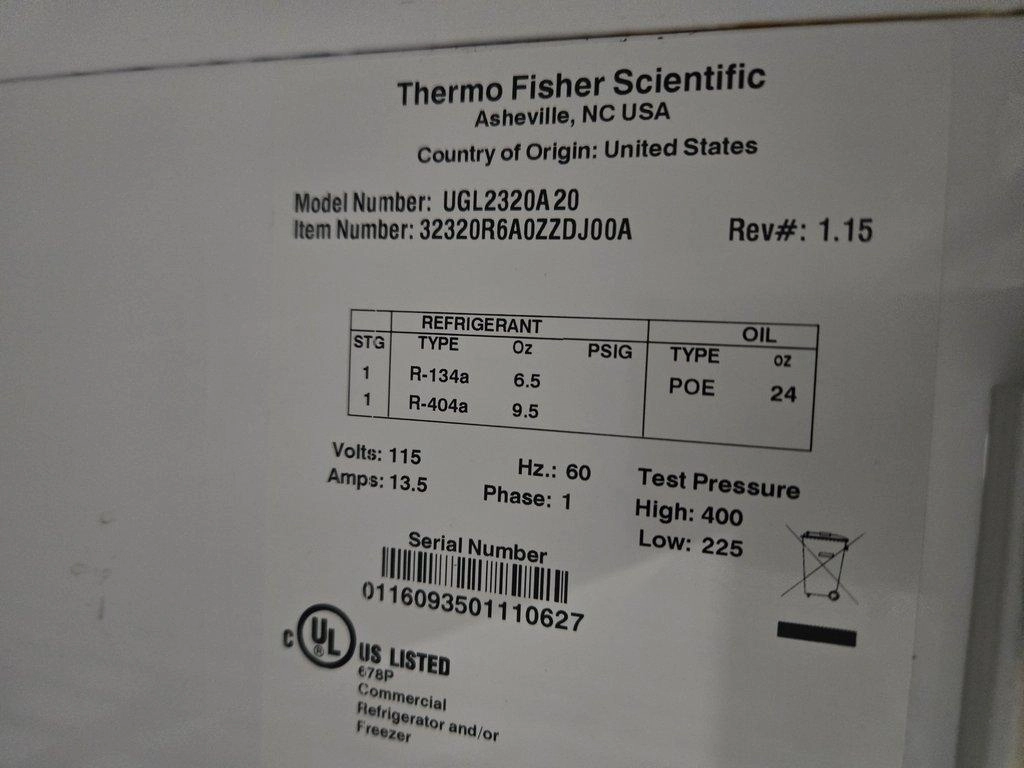 Thermo Fisher Scientific
Asheville, NC USA
Country of Origin: United States
Model Number: UGL2320A 20
Item Number: 32320R6A0ZZDJ00A Rev#: 1.15
REFRIGERANT OIL
STG TYPE Oz PSIG TYPE oz
1 R-134a 6.5 POE 24
1 R-404a 9.5
Volts: 115 Hz.: 60 Test Pressure
Amps: 13.5 Phase: 1 High: 400
Low: 225
Serial Number
0116093501110627
C UL ® US LISTED
678P
Commercial
Refrigerator and/or
Freezer